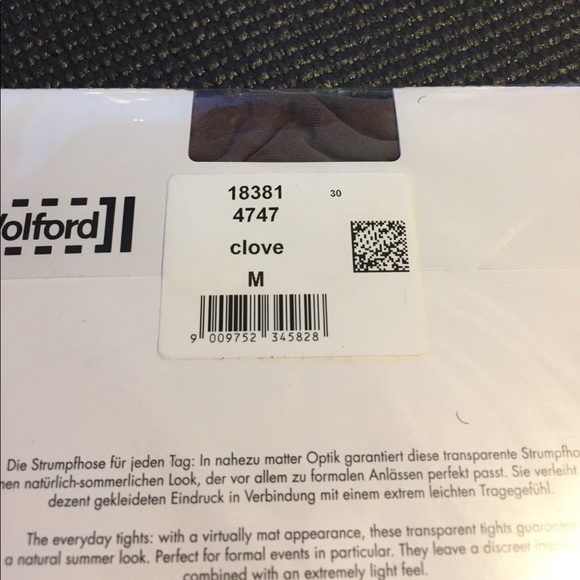 Wolford
18381
30
4747
clove
M
9 009752 345828
Die Strumpfhose für jeden Tag: In nahezu matter Optik garantiert diese transparente Strumpfho
nen natürlich-sommerlichen Look, der vor allem zu formalen Anlässen perfekt passt. Sie verleiht
dezent gekleideten Eindruck in Verbindung mit einem extrem leichten Tragegefühl.
The everyday tights: with a virtually mat appearance, these transparent tights guarantee
a natural summer look. Perfect for formal events in particular. They leave a discreet
combined with an extremely light feel.